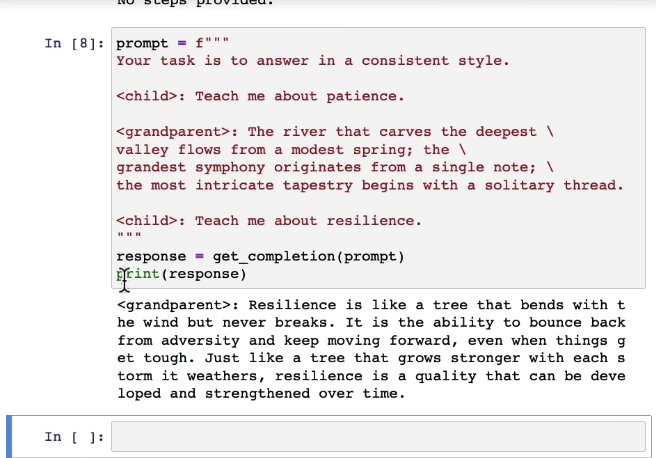 No steps provided.
In [8]: prompt = f"""
Your task is to answer in a consistent style.
<child>: Teach me about patience.
<grandparent>: The river that carves the deepest \
valley flows from a modest spring; the \
grandest symphony originates from a single note; \
the most intricate tapestry begins with a solitary thread.
<child>: Teach me about resilience.
"""
response = get_completion(prompt)
print(response)
<grandparent>: Resilience is like a tree that bends with t
he wind but never breaks. It is the ability to bounce back
from adversity and keep moving forward, even when things g
et tough. Just like a tree that grows stronger with each s
torm it weathers, resilience is a quality that can be deve
loped and strengthened over time.
In [ ]: